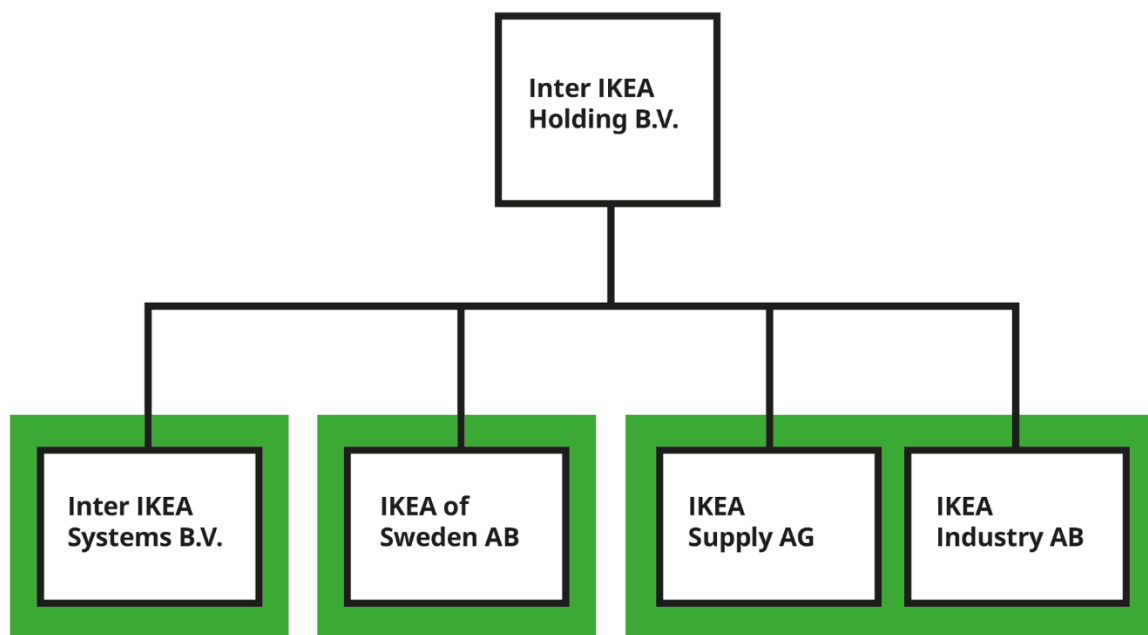 Inter IKEA
Holding B.V.
Inter IKEA
Systems B.V.
IKEA of
Sweden AB
IKEA
Supply AG
IKEA
Industry AB